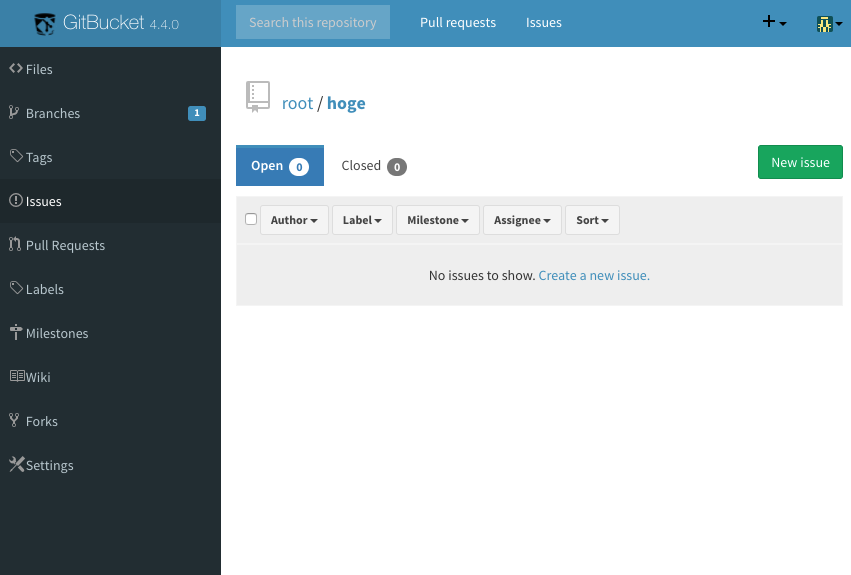 GitBucket 4.4.0
Search this repository
Pull requests
Issues
Files
Branches 1
Tags
Issues
Pull Requests
Labels
Milestones
Wiki
Forks
Settings
root / hoge
Open 0
Closed 0
New issue
Author
Label
Milestone
Assignee
Sort
No issues to show. Create a new issue.